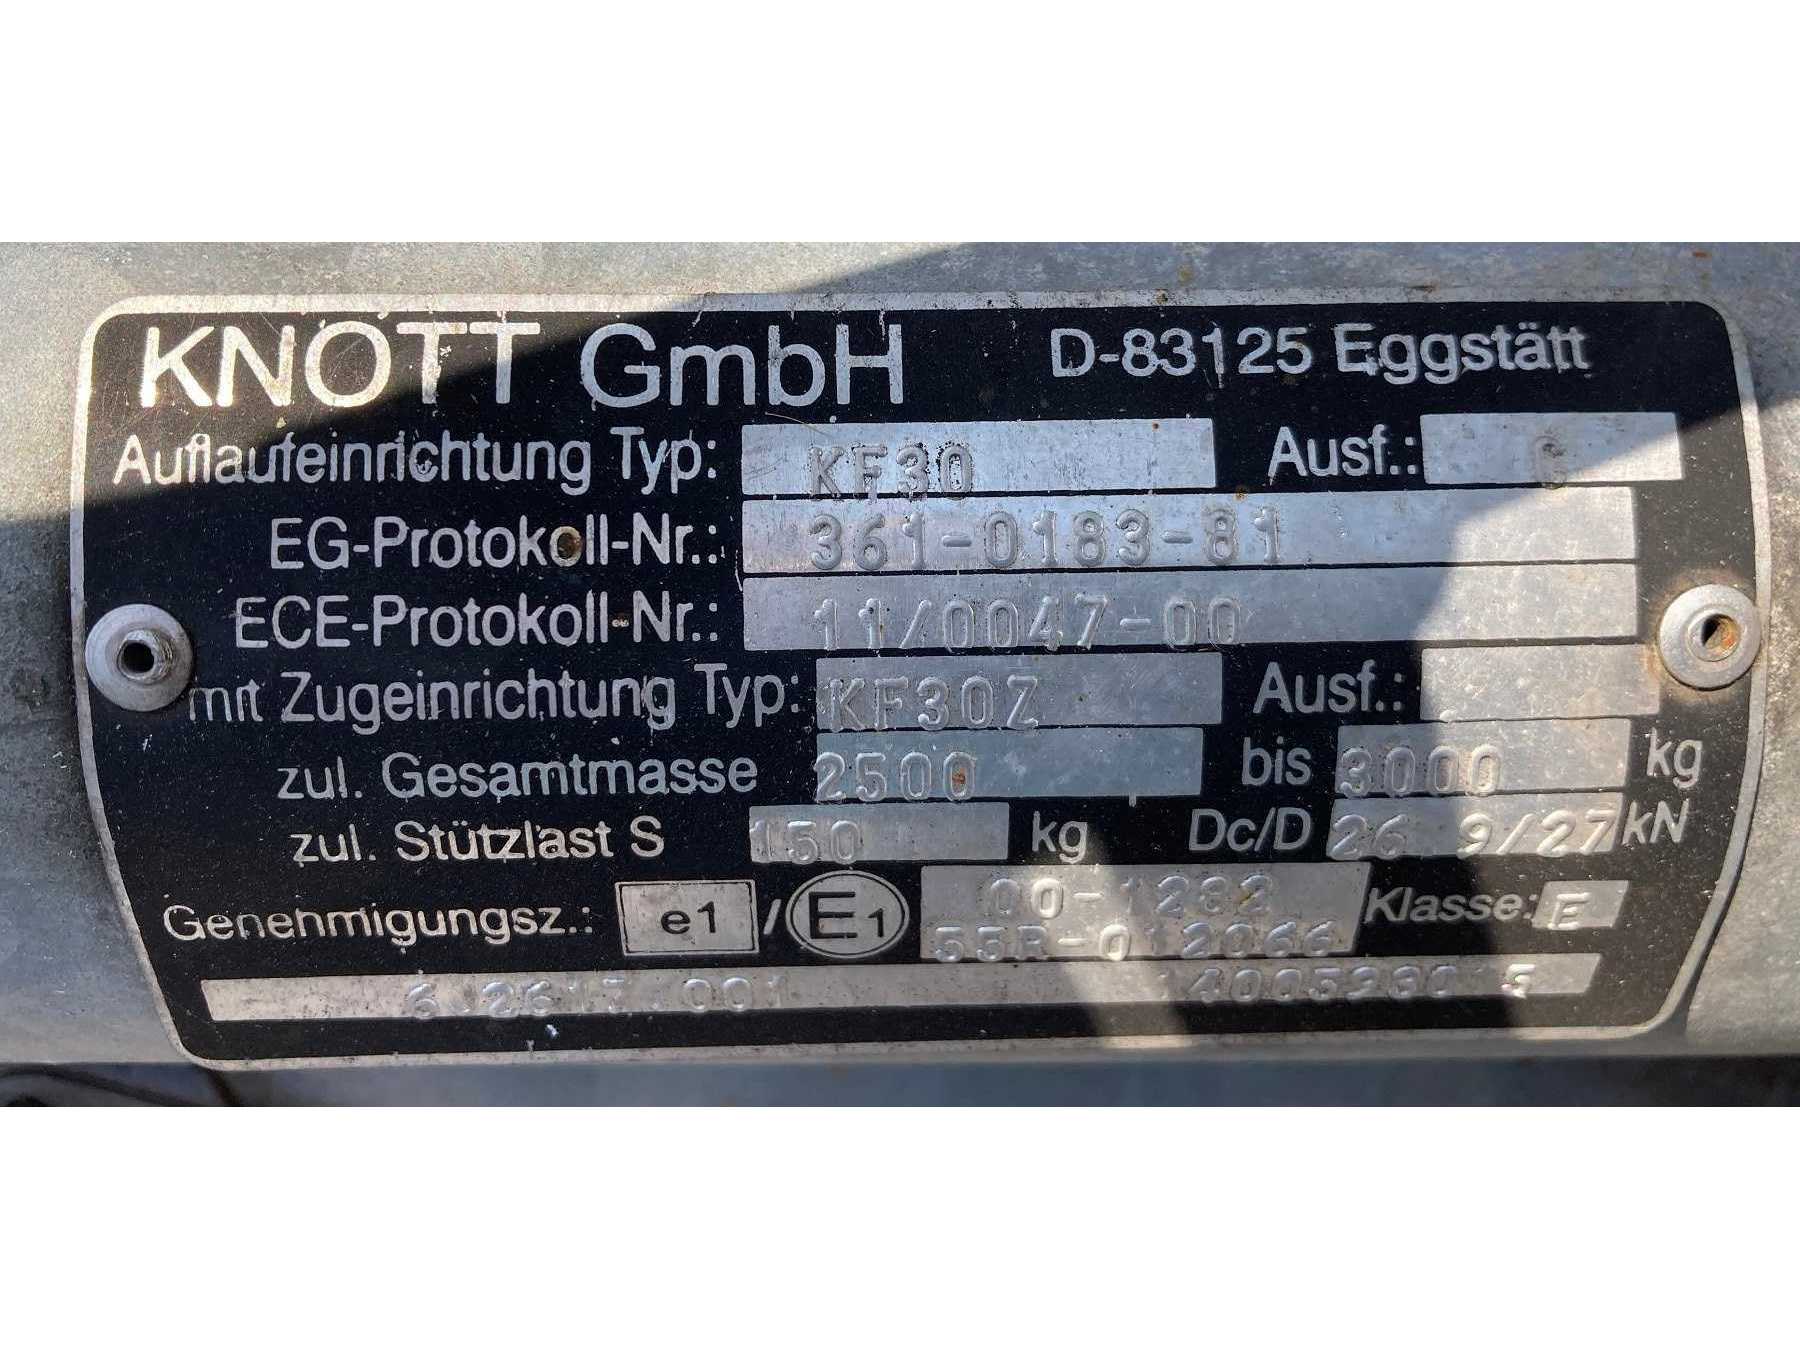 KNOTT GmbH D-83125 Eggstätt
Auflaufeinrichtung Typ: KF30 Ausf.: C
EG-Protokoll-Nr.: 361-0183-81
ECE-Protokoll-Nr.: 11/0047-00
mit Zugeinrichtung Typ: KF30Z Ausf.:
zul. Gesamtmasse 2500 bis 3000 kg
zul. Stützlast S 150 kg Dc/D 26.9/27 kN
Genehmigungsz.: e1 / E1 00-1282 Klasse: E
55R-012066